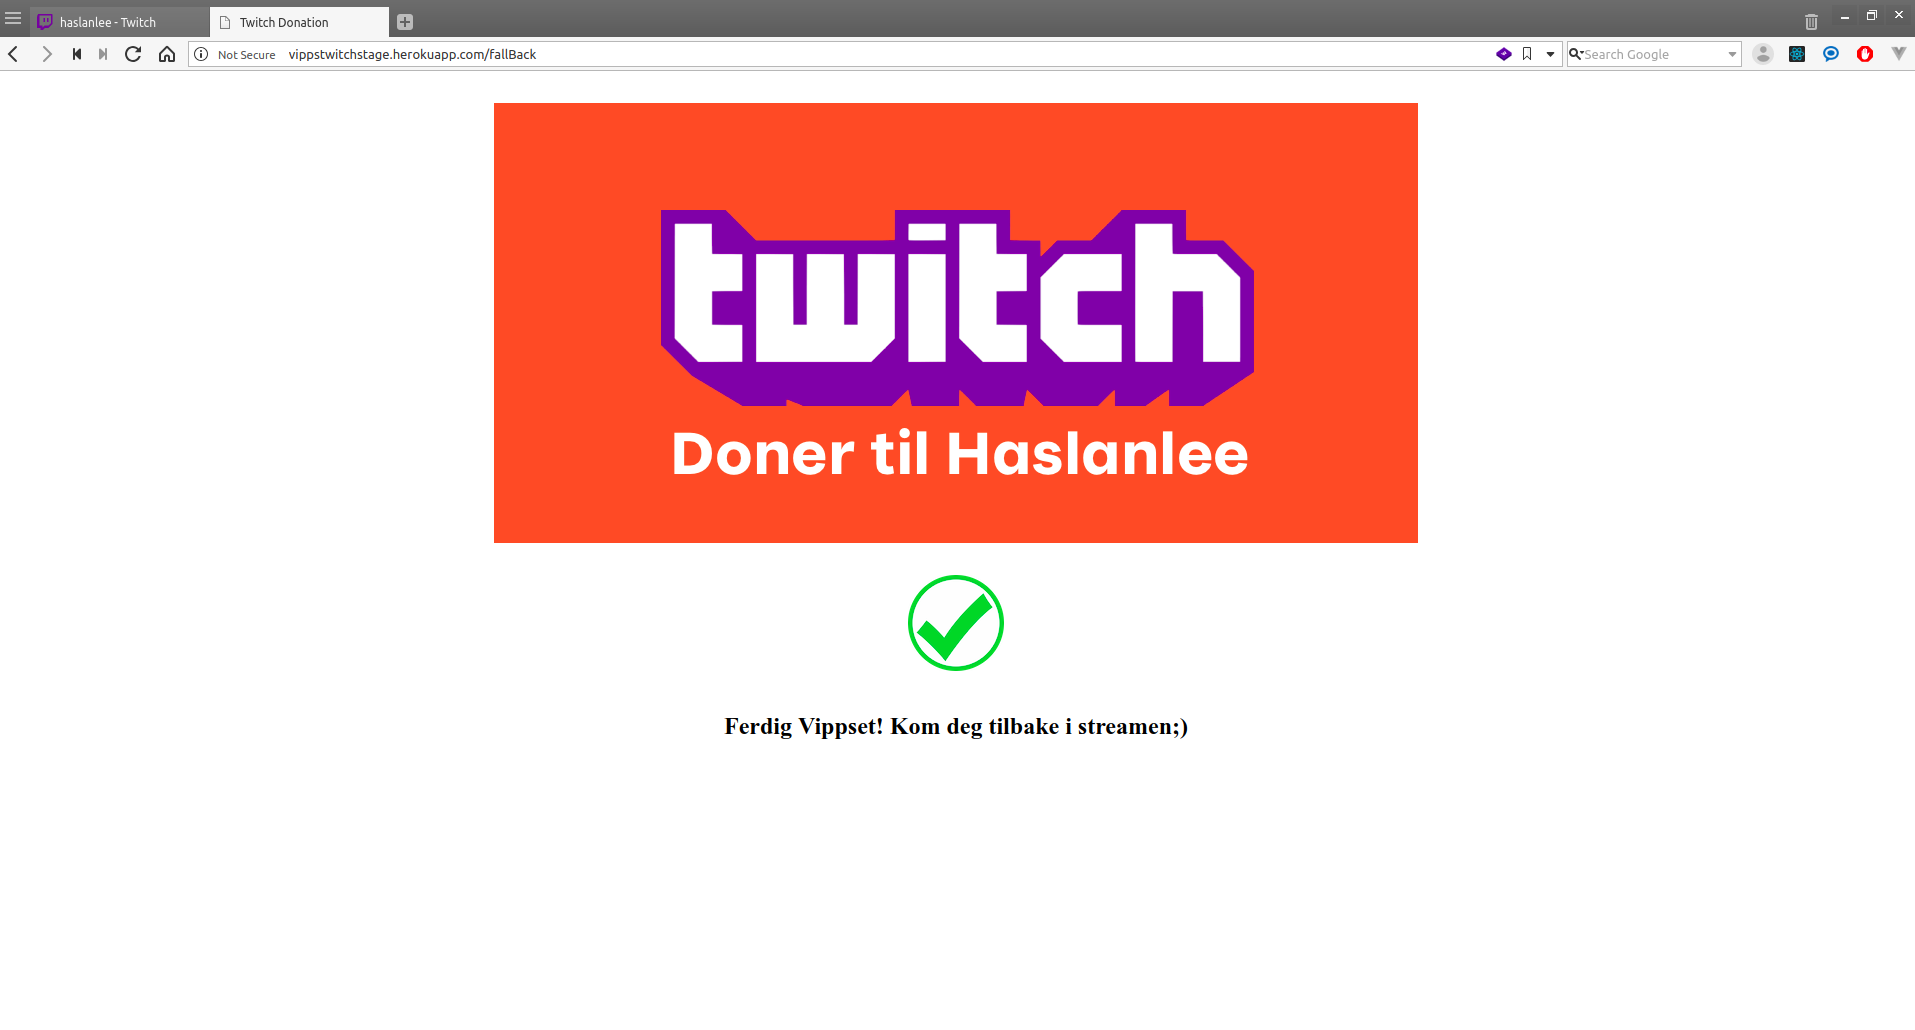 haslanlee - Twitch
Twitch Donation
Not Secure
vippstwitchstage.herokuapp.com/fallBack
Search Google
twitch
Doner til Haslanlee
Ferdig Vippset! Kom deg tilbake i streamen;)